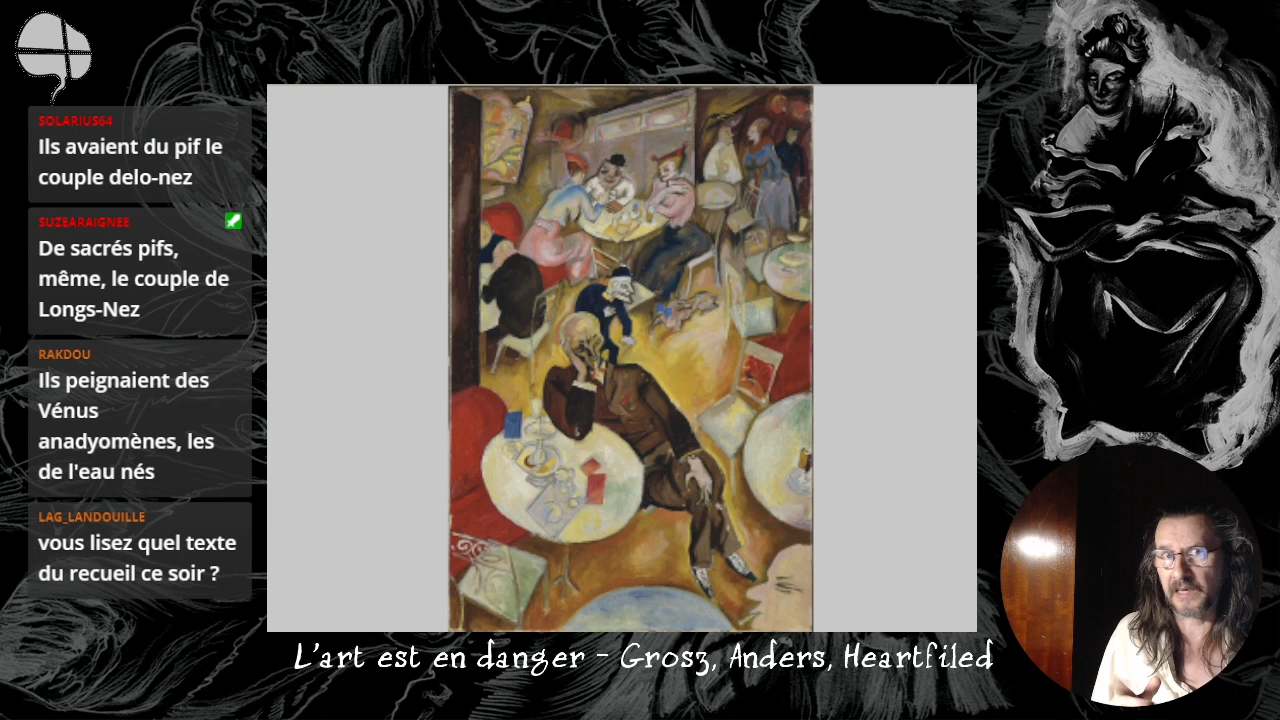 SOLARIUS64
Ils avaient du pif le
couple delo-nez
SUZEARAIGNEE
De sacrés pifs,
même, le couple de
Longs-Nez
RAKDOU
Ils peignaient des
Vénus
anadyomènes, les
de l'eau nés
LAG_LANDOUILLE
vous lisez quel texte
du recueil ce soir ?
L'art est en danger - Grosz, Anders, Heartfiled